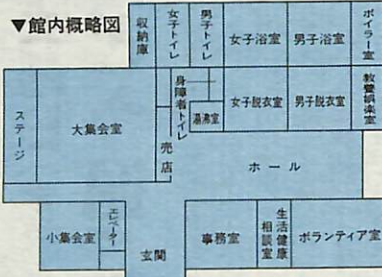 ▼館内概略図
収納庫
女子トイレ
男子トイレ
女子浴室
男子浴室
ボイラー室
身障者トイレ
湯沸室
女子脱衣室
男子脱衣室
教養娯楽室
ステージ
大集会室
売店
ホール
小集会室
エレベーター
玄関
事務室
生活健康相談室
ボランティア室